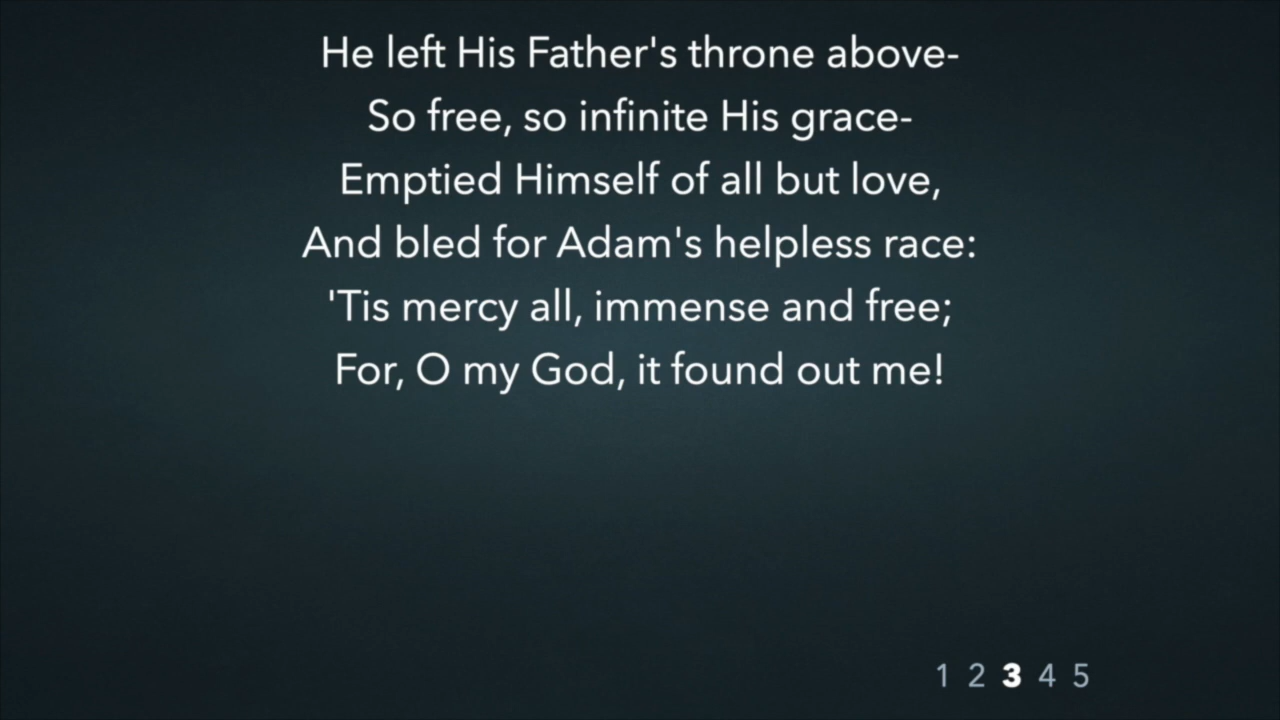 He left His Father's throne above-
So free, so infinite His grace-
Emptied Himself of all but love,
And bled for Adam's helpless race:
'Tis mercy all, immense and free;
For, O my God, it found out me!
1 2 3 4 5